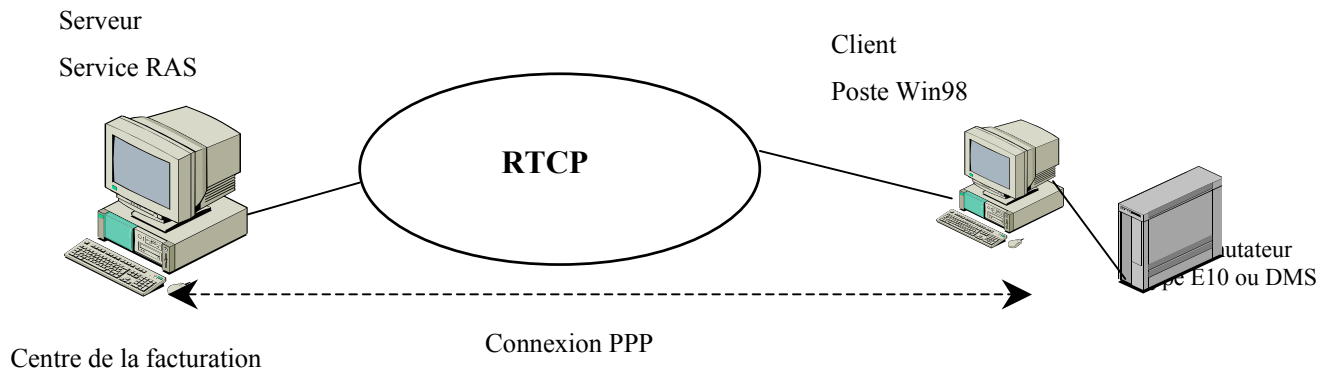 Serveur
Service RAS
Client
Poste Win98
RTCP
E10 ou DMS
Connexion PPP
Centre de la facturation